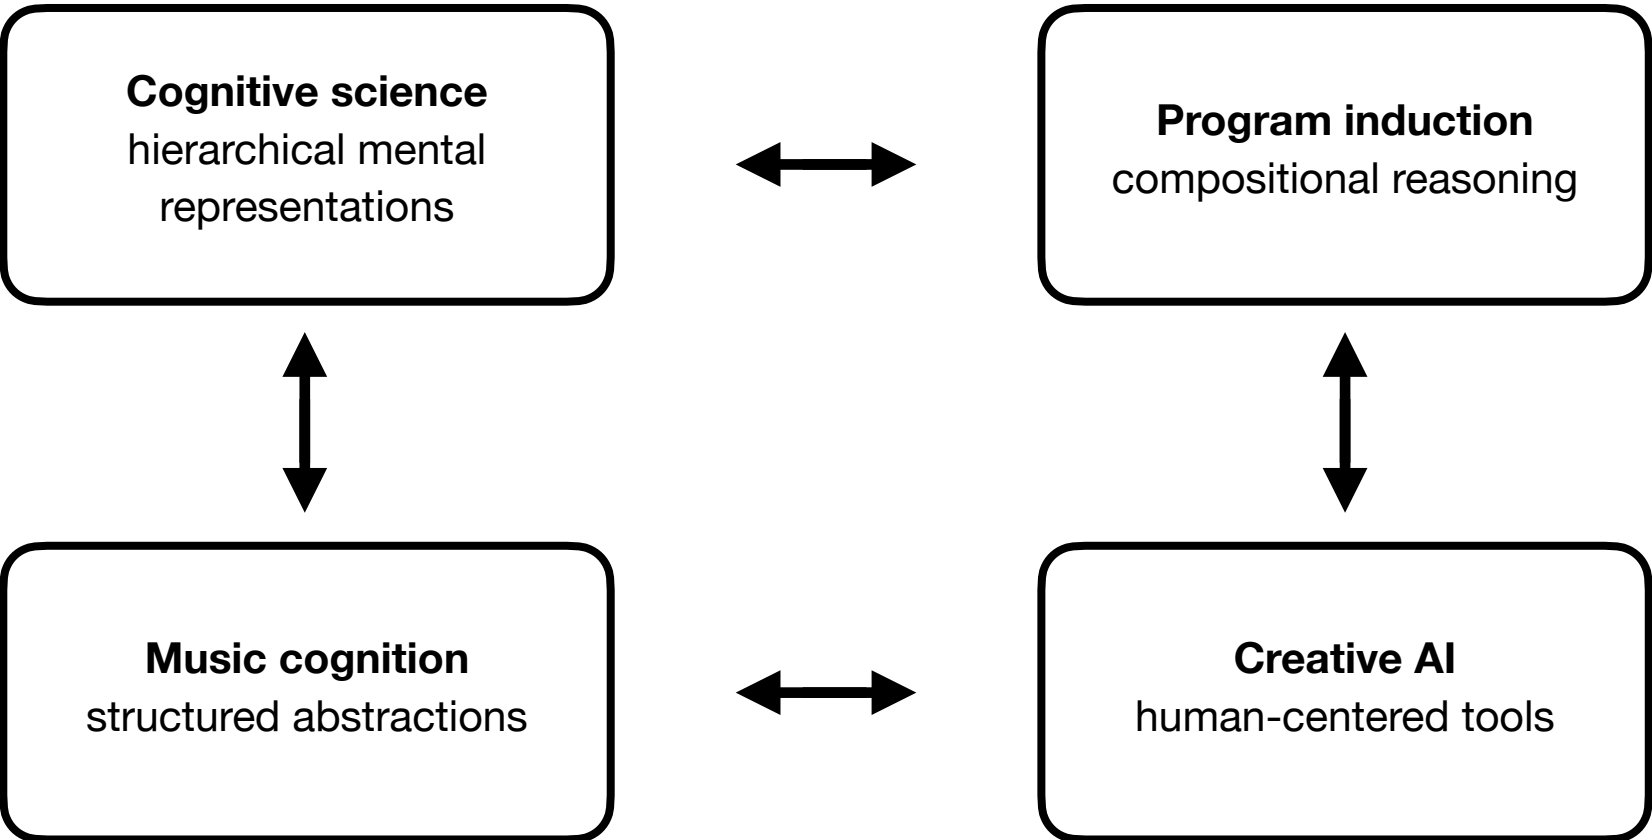 Cognitive science
hierarchical mental
representations
Program induction
compositional reasoning
Music cognition
structured abstractions
Creative AI
human-centered tools